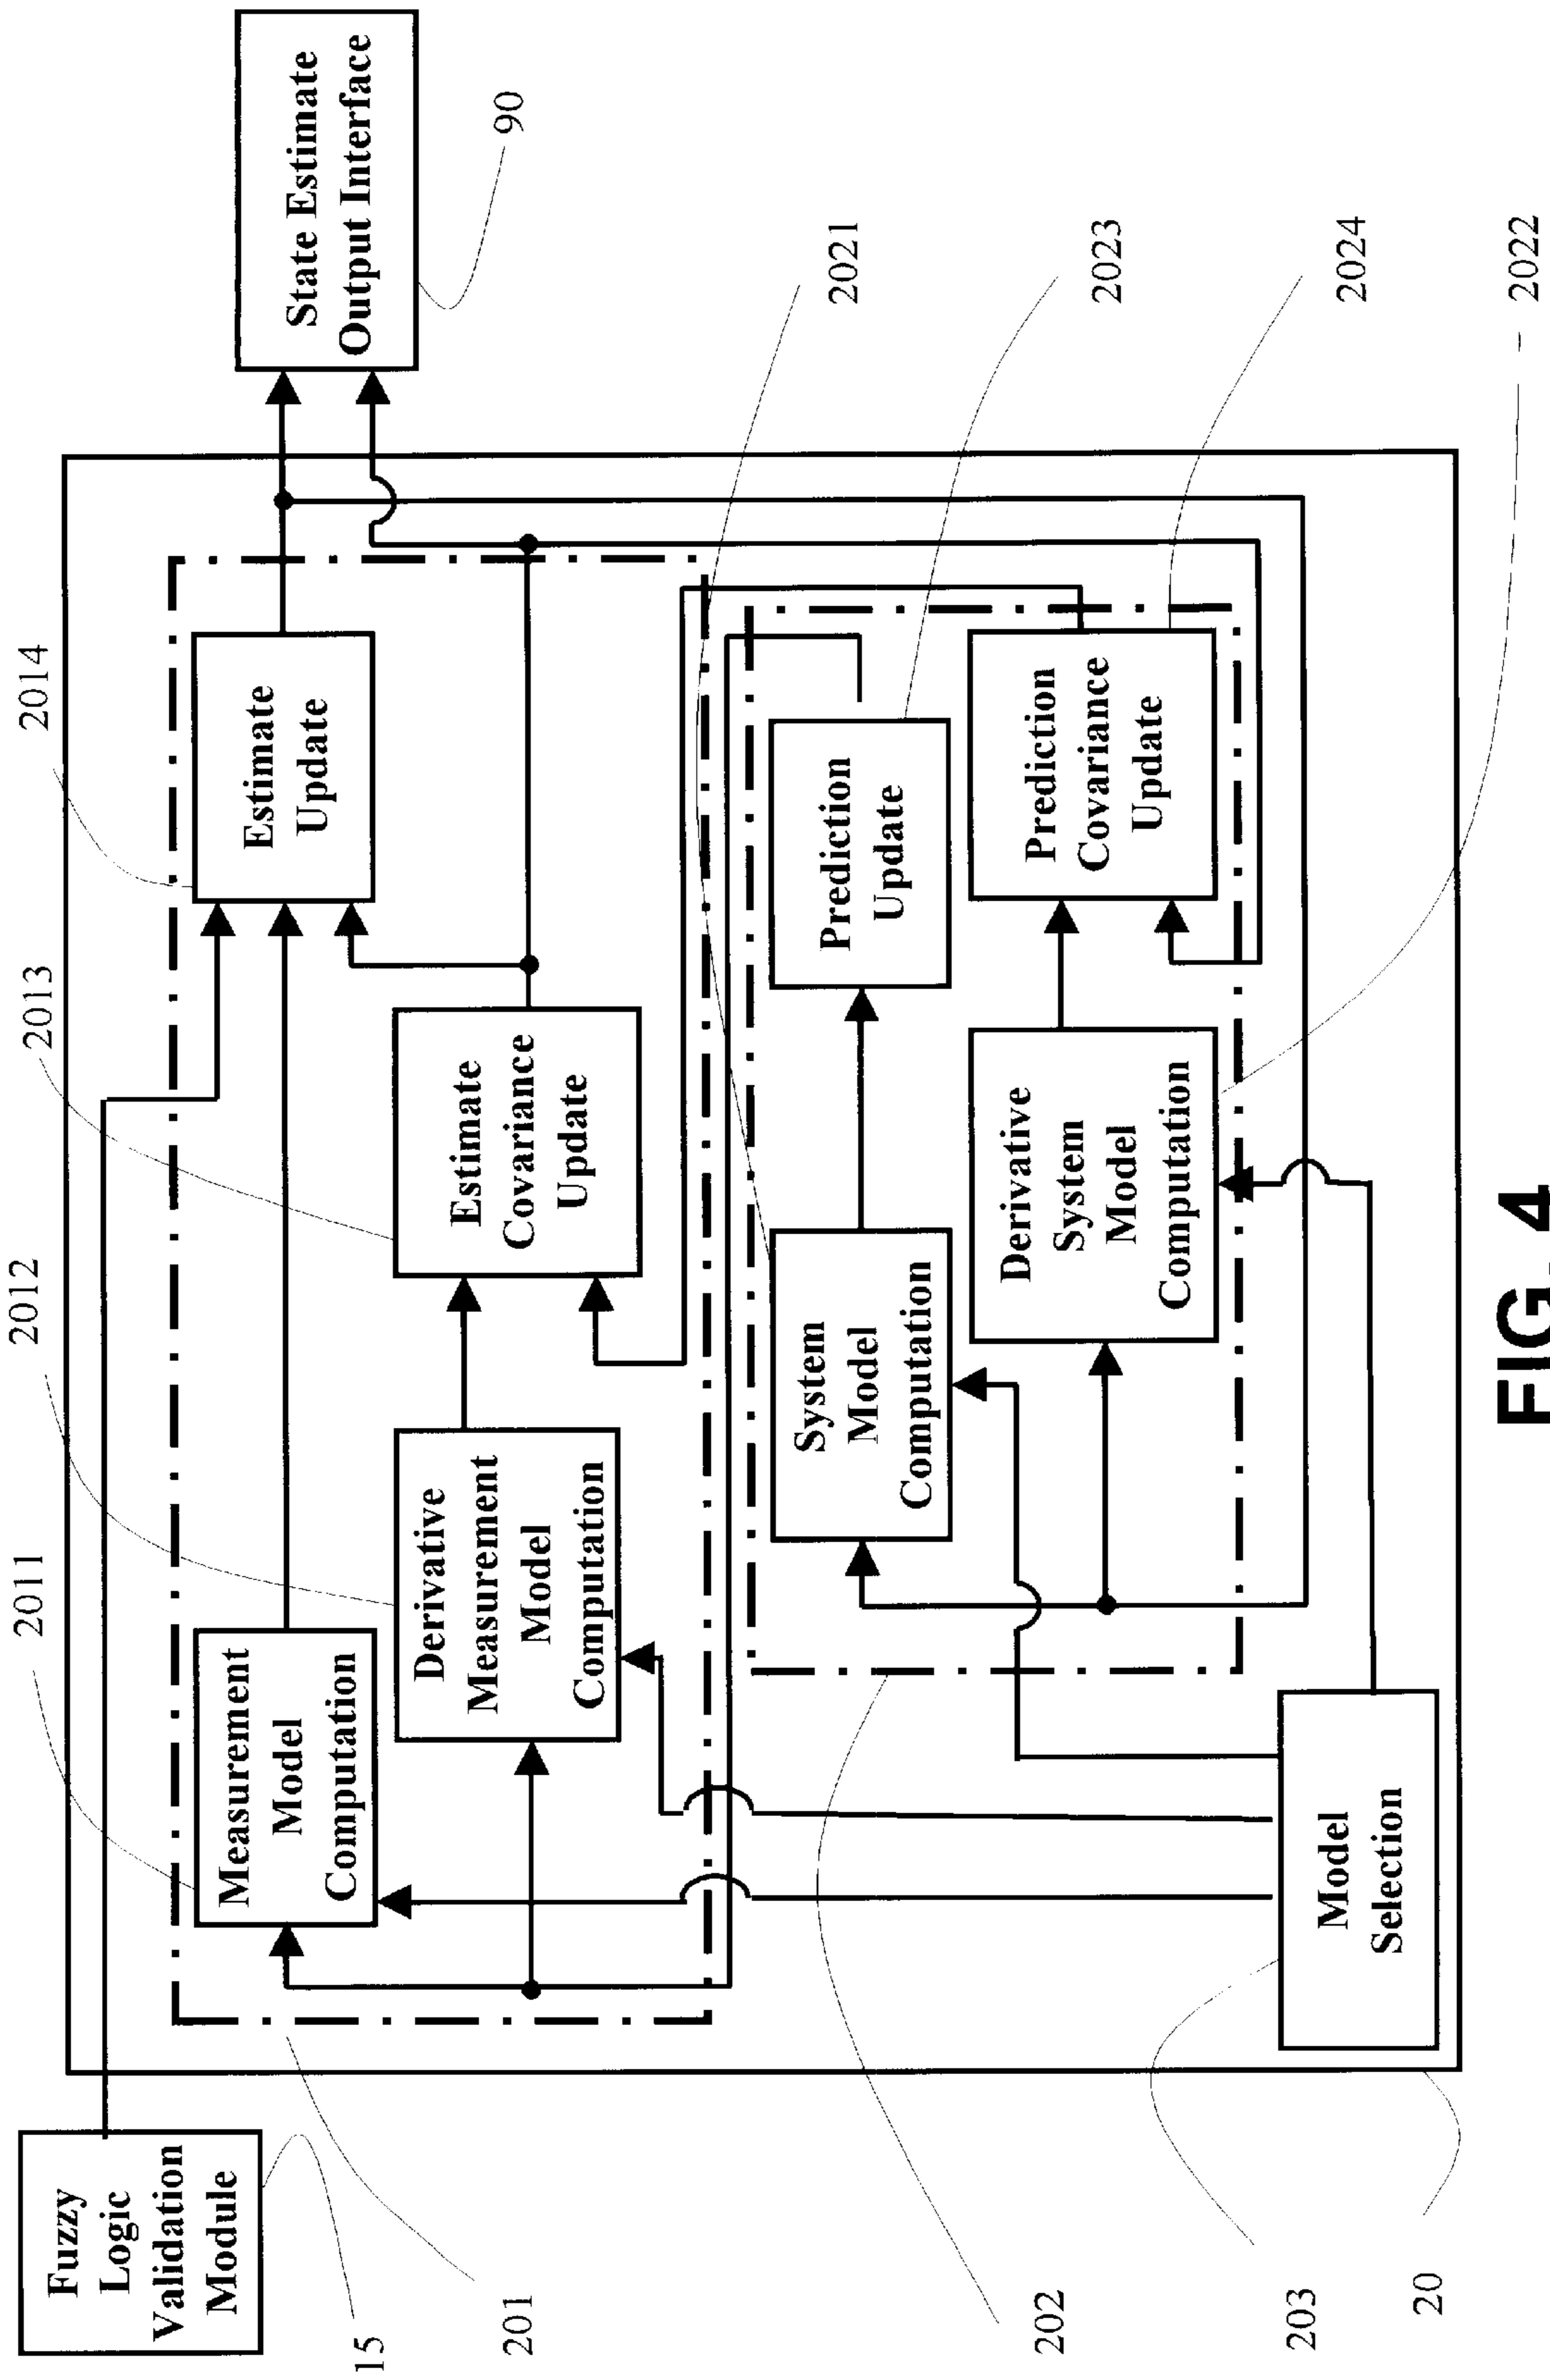 Fuzzy
Logic
Validation
Module
15
201
2011
Measurement
Model
Computation
2012
Derivative
Measurement
Model
Computation
2013
Estimate
Covariance
Update
2014
Estimate
Update
State Estimate
Output Interface
90
System
Model
Computation
2021
Prediction
Update
2023
Derivative
System
Model
Computation
2022
Prediction
Covariance
Update
2024
202
Model
Selection
203
20
FIG. 4